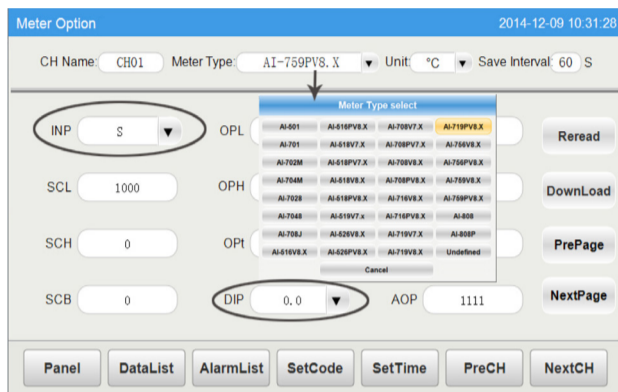 Meter Option 2014-12-09 10:31:28
CH Name: CH01 Meter Type: AI-759PV8.X Unit: °C Save Interval: 60 S
Meter Type select
INP S OPL AI-501 AI-516PV8.X AI-708V7.X AI-719PV8.X Reread
AI-701 AI-518V7.X AI-708PV7.X AI-756V8.X
AI-702M AI-518PV7.X AI-708V8.X AI-756PV8.X
SCL 1000 OPH AI-704M AI-518V8.X AI-708PV8.X AI-759V8.X DownLoad
AI-7028 AI-518PV8.X AI-716V8.X AI-759PV8.X
AI-7048 AI-519V7.x AI-716PV8.X AI-808
SCH 0 OPt AI-708J AI-526V8.X AI-719V7.X AI-808P PrePage
AI-516V8.X AI-526PV8.X AI-719V8.X Undefined
Cancel
SCB 0 DIP 0.0 AOP 1111 NextPage
Panel DataList AlarmList SetCode SetTime PreCH NextCH